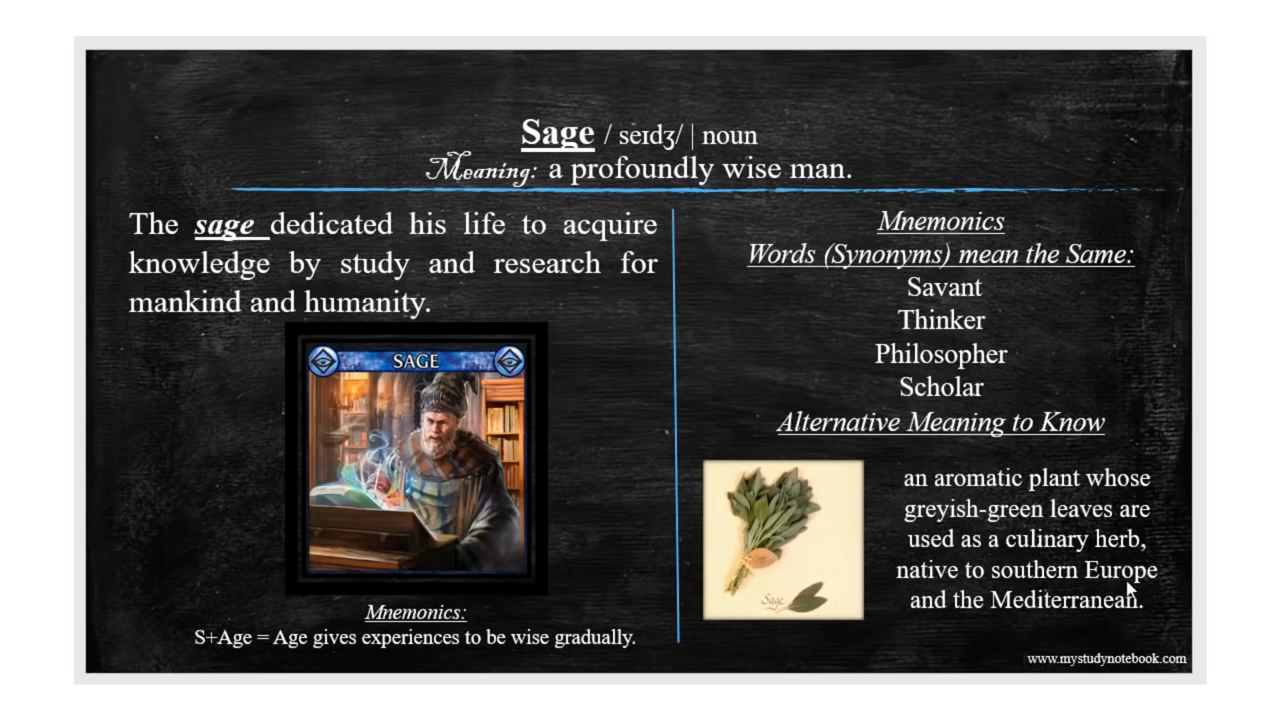 Sage / seɪdʒ/ | noun
Meaning: a profoundly wise man.
The sage dedicated his life to acquire
knowledge by study and research for
mankind and humanity.
SAGE
Mnemonics:
S+Age = Age gives experiences to be wise gradually.
Mnemonics
Words (Synonyms) mean the Same:
Savant
Thinker
Philosopher
Scholar
Alternative Meaning to Know
Sage
an aromatic plant whose
greyish-green leaves are
used as a culinary herb,
native to southern Europe
and the Mediterranean.
www.mystudynotebook.com